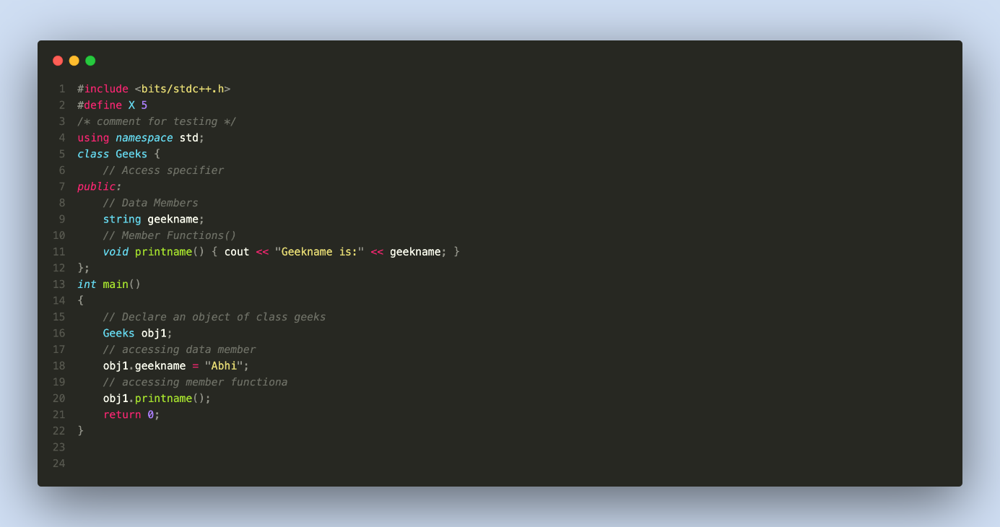 1 #include <bits/stdc++.h>
2 #define X 5
3 /* comment for testing */
4 using namespace std;
5 class Geeks {
6     // Access specifier
7 public:
8     // Data Members
9     string geekname;
10     // Member Functions()
11     void printname() { cout << "Geekname is:" << geekname; }
12 };
13 int main()
14 {
15     // Declare an object of class geeks
16     Geeks obj1;
17     // accessing data member
18     obj1.geekname = "Abhi";
19     // accessing member functiona
20     obj1.printname();
21     return 0;
22 }
23
24